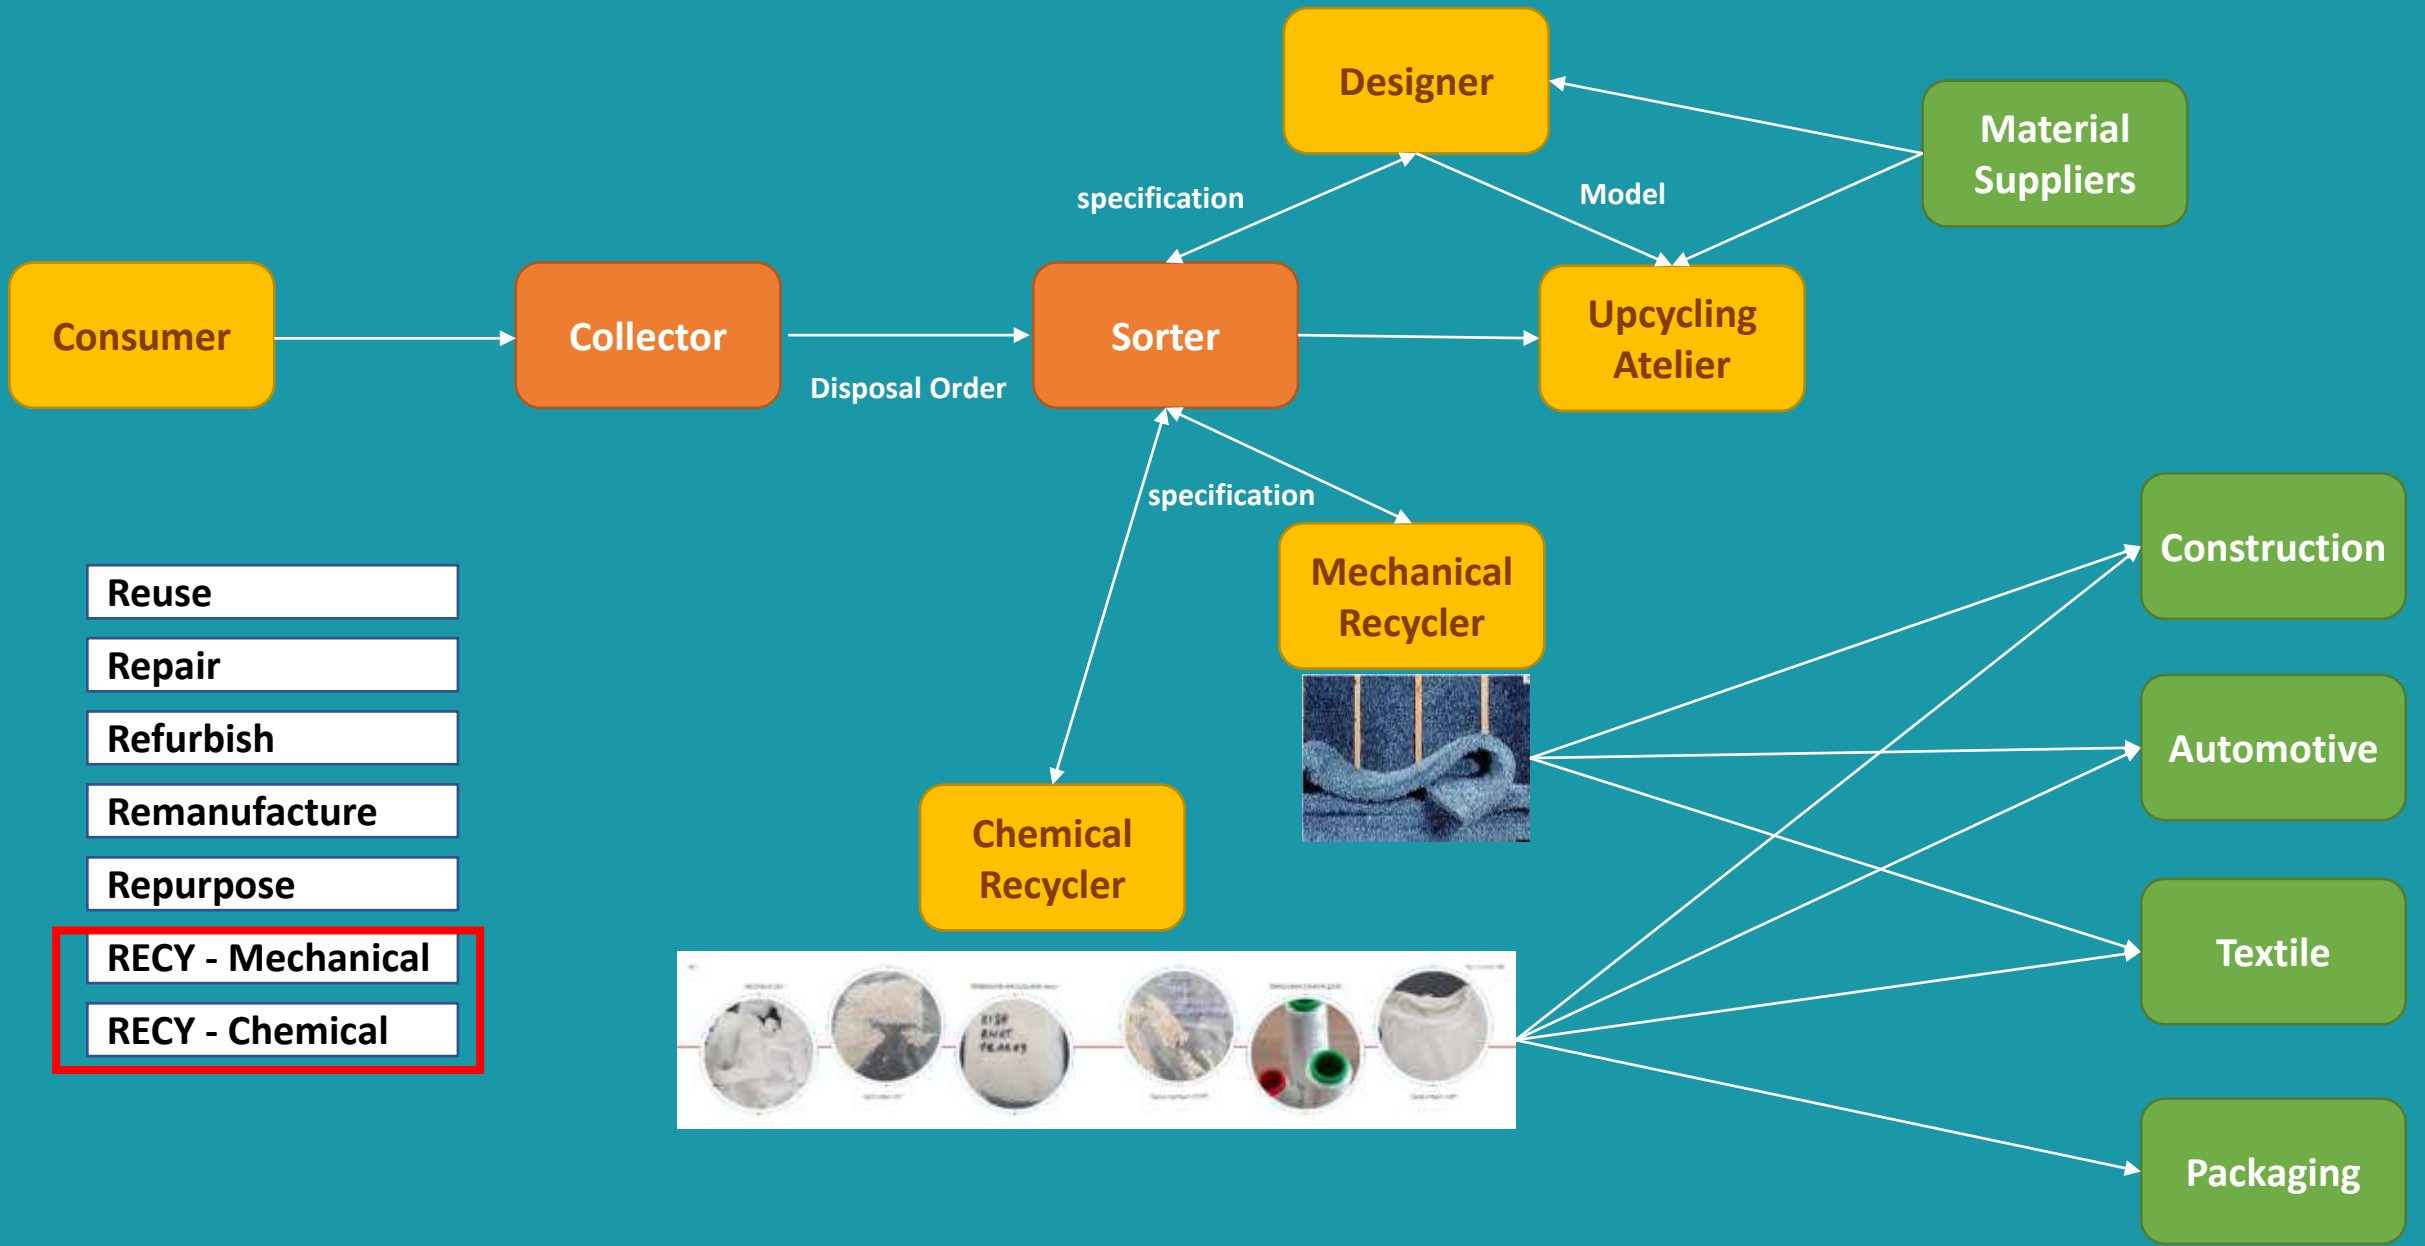 Designer
Material
Suppliers
specification
Model
Consumer
Collector
Disposal Order
Sorter
Upcycling
Atelier
specification
Mechanical
Recycler
Construction
Reuse
Repair
Refurbish
Remanufacture
Repurpose
RECY - Mechanical
RECY - Chemical
Chemical
Recycler
Automotive
Textile
Packaging